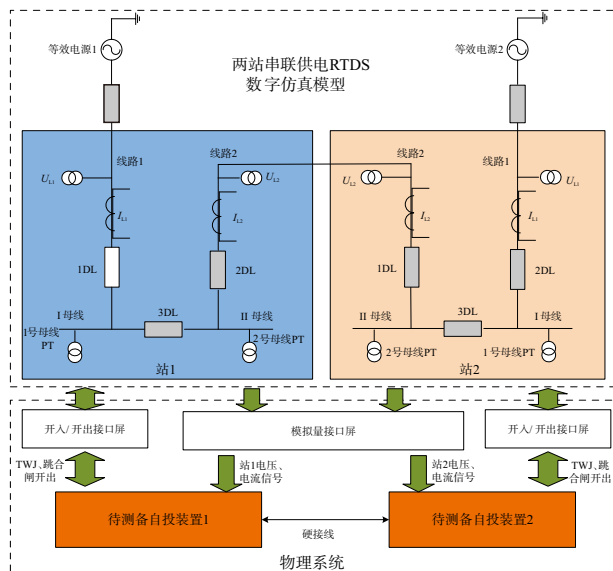 等效电源1
等效电源2
两站串联供电RTDS
数字仿真模型
线路1
线路2
线路2
线路1
UL1
UL2
UL2
UL1
IL1
IL2
IL2
IL1
1DL
2DL
1DL
2DL
3DL
3DL
I 母线
II 母线
II 母线
I母线
1号母线
PT
2号母线PT
2号母线PT
1号母线PT
站1
站2
开入/开出接口屏
模拟量接口屏
开入/开出接口屏
TWJ、跳合
闸开出
站1电压、
电流信号
站2电压、
电流信号
TWJ、跳
合闸开出
待测备自投装置1
硬接线
待测备自投装置2
物理系统